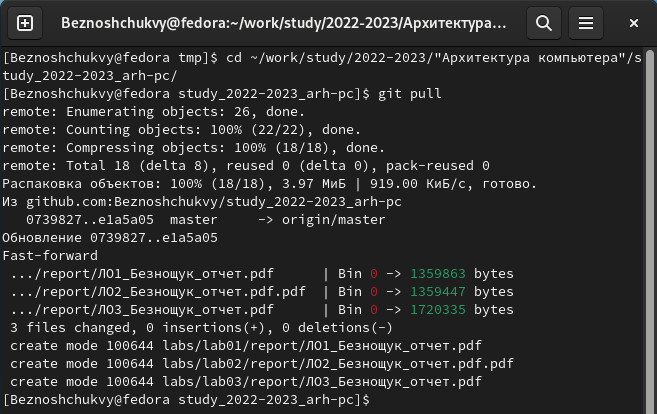 Beznoshchukvy@fedora:~/work/study/2022-2023/Архитектура...
[Beznoshchukvy@fedora tmp]$ cd ~/work/study/2022-2023/"Архитектура компьютера"/s
tudy_2022-2023_arh-pc/
[Beznoshchukvy@fedora study_2022-2023_arh-pc]$ git pull
remote: Enumerating objects: 26, done.
remote: Counting objects: 100% (22/22), done.
remote: Compressing objects: 100% (18/18), done.
remote: Total 18 (delta 8), reused 0 (delta 0), pack-reused 0
Распаковка объектов: 100% (18/18), 3.97 МиБ | 919.00 КиБ/с, готово.
Из github.com:Beznoshchukvy/study_2022-2023_arh-pc
   0739827..e1a5a05  master     -> origin/master
Обновление 0739827..e1a5a05
Fast-forward
 .../report/ЛО1_Безнощук_отчет.pdf      | Bin 0 -> 1359863 bytes
 .../report/ЛО2_Безнощук_отчет.pdf.pdf  | Bin 0 -> 1359447 bytes
 .../report/ЛО3_Безнощук_отчет.pdf      | Bin 0 -> 1720335 bytes
 3 files changed, 0 insertions(+), 0 deletions(-)
 create mode 100644 labs/lab01/report/ЛО1_Безнощук_отчет.pdf
 create mode 100644 labs/lab02/report/ЛО2_Безнощук_отчет.pdf.pdf
 create mode 100644 labs/lab03/report/ЛО3_Безнощук_отчет.pdf
[Beznoshchukvy@fedora study_2022-2023_arh-pc]$